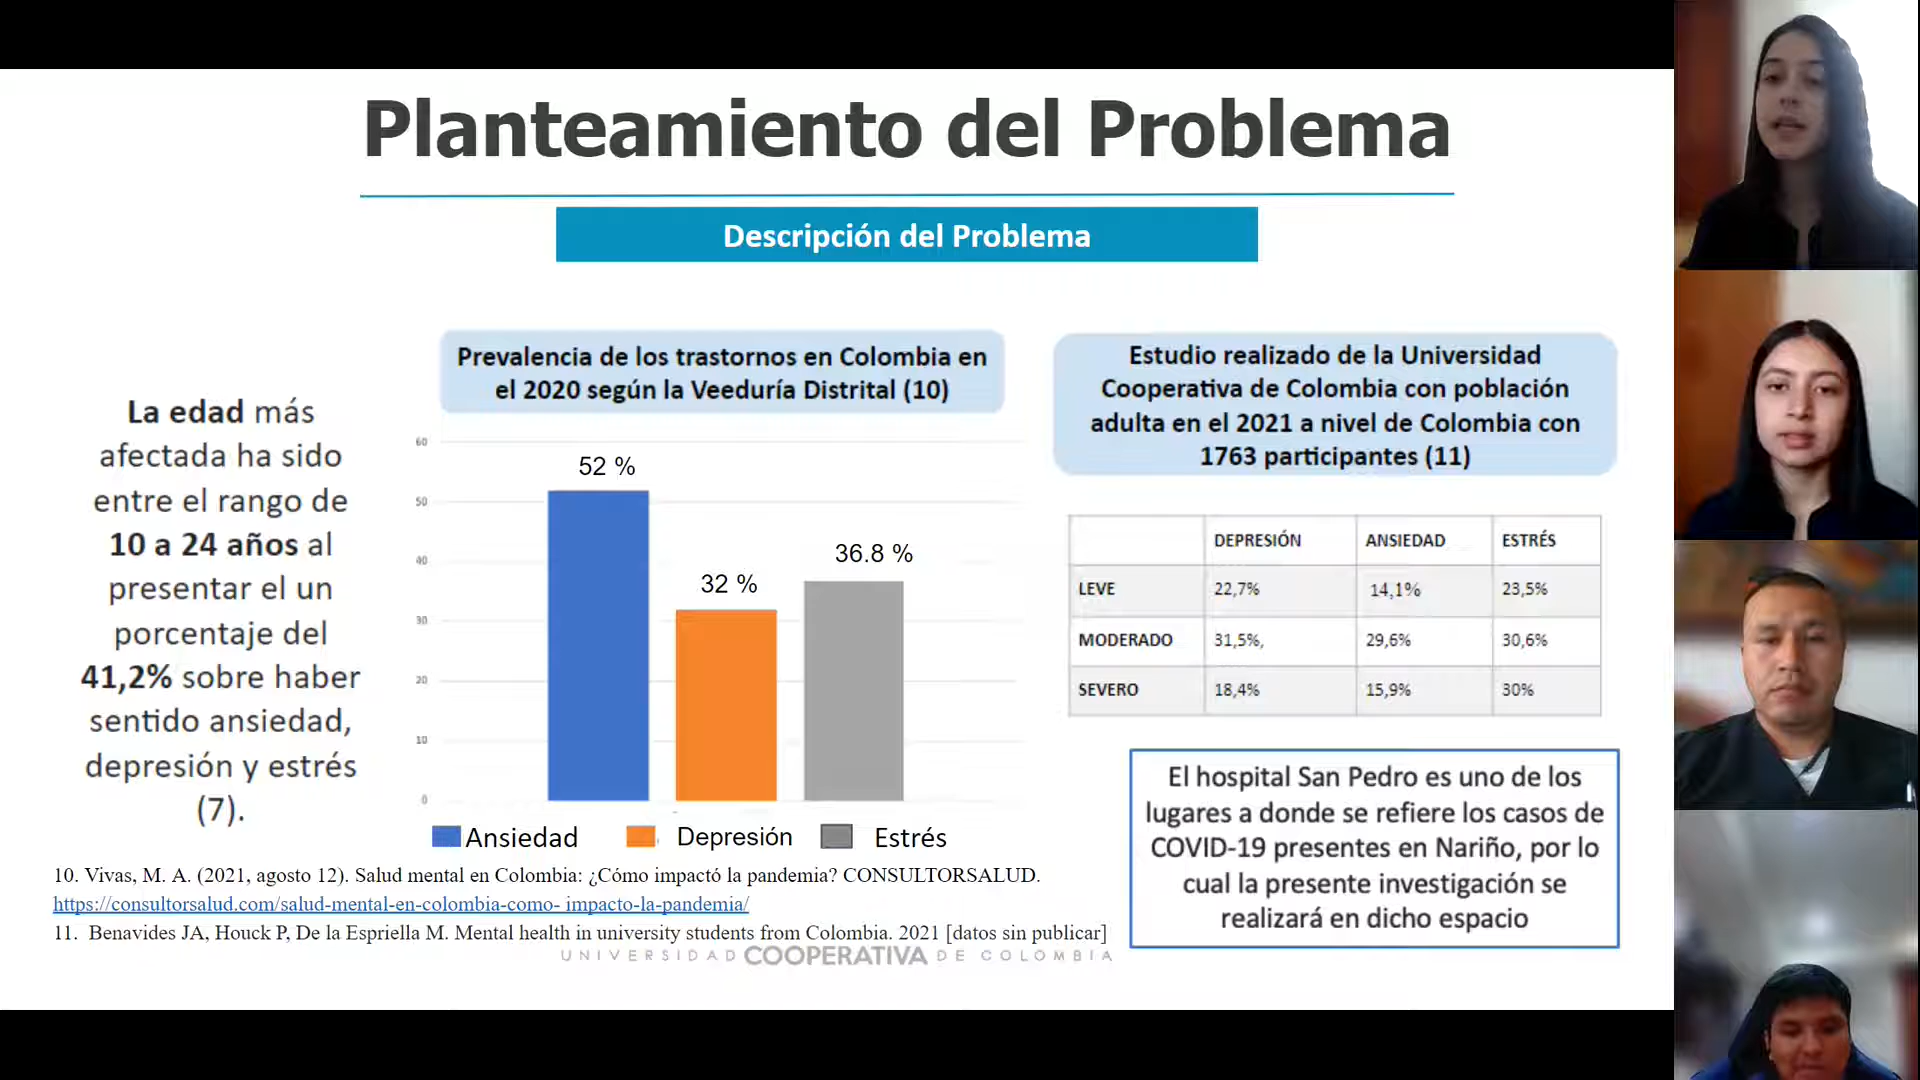 Planteamiento del Problema
Descripción del Problema
La edad más
afectada ha sido
entre el rango de
10 a 24 años al
presentar el un
porcentaje del
41,2% sobre haber
sentido ansiedad,
depresión y estrés
(7).
Prevalencia de los trastornos en Colombia en
el 2020 según la Veeduría Distrital (10)
60
50
40
30
20
10
0
52 %
32 %
36.8 %
Ansiedad Depresión Estrés
Estudio realizado de la Universidad
Cooperativa de Colombia con población
adulta en el 2021 a nivel de Colombia con
1763 participantes (11)
DEPRESIÓN ANSIEDAD ESTRÉS
LEVE 22,7% 14,1% 23,5%
MODERADO 31,5%, 29,6% 30,6%
SEVERO 18,4% 15,9% 30%
El hospital San Pedro es uno de los
lugares a donde se refiere los casos de
COVID-19 presentes en Nariño, por lo
cual la presente investigación se
realizará en dicho espacio
10. Vivas, M. A. (2021, agosto 12). Salud mental en Colombia: ¿Cómo impactó la pandemia? CONSULTORSALUD.
https://consultorsalud.com/salud-mental-en-colombia-como- impacto-la-pandemia/
11. Benavides JA, Houck P, De la Espriella M. Mental health in university students from Colombia. 2021 [datos sin publicar]
UNIVERSIDAD COOPERATIVA DE COLOMBIA